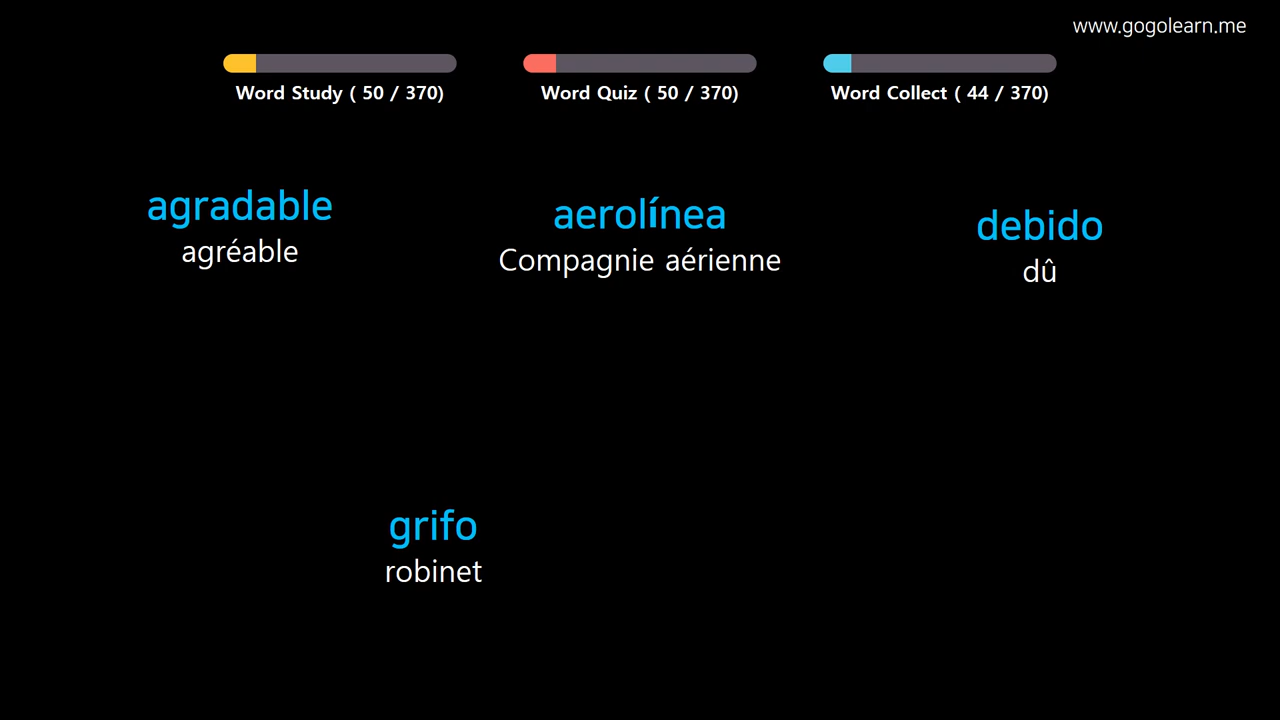 www.gogolearn.me
Word Study ( 50 / 370)
Word Quiz ( 50 / 370)
Word Collect ( 44 / 370)
agradable
agréable
aerolínea
Compagnie aérienne
debido
dû
grifo
robinet